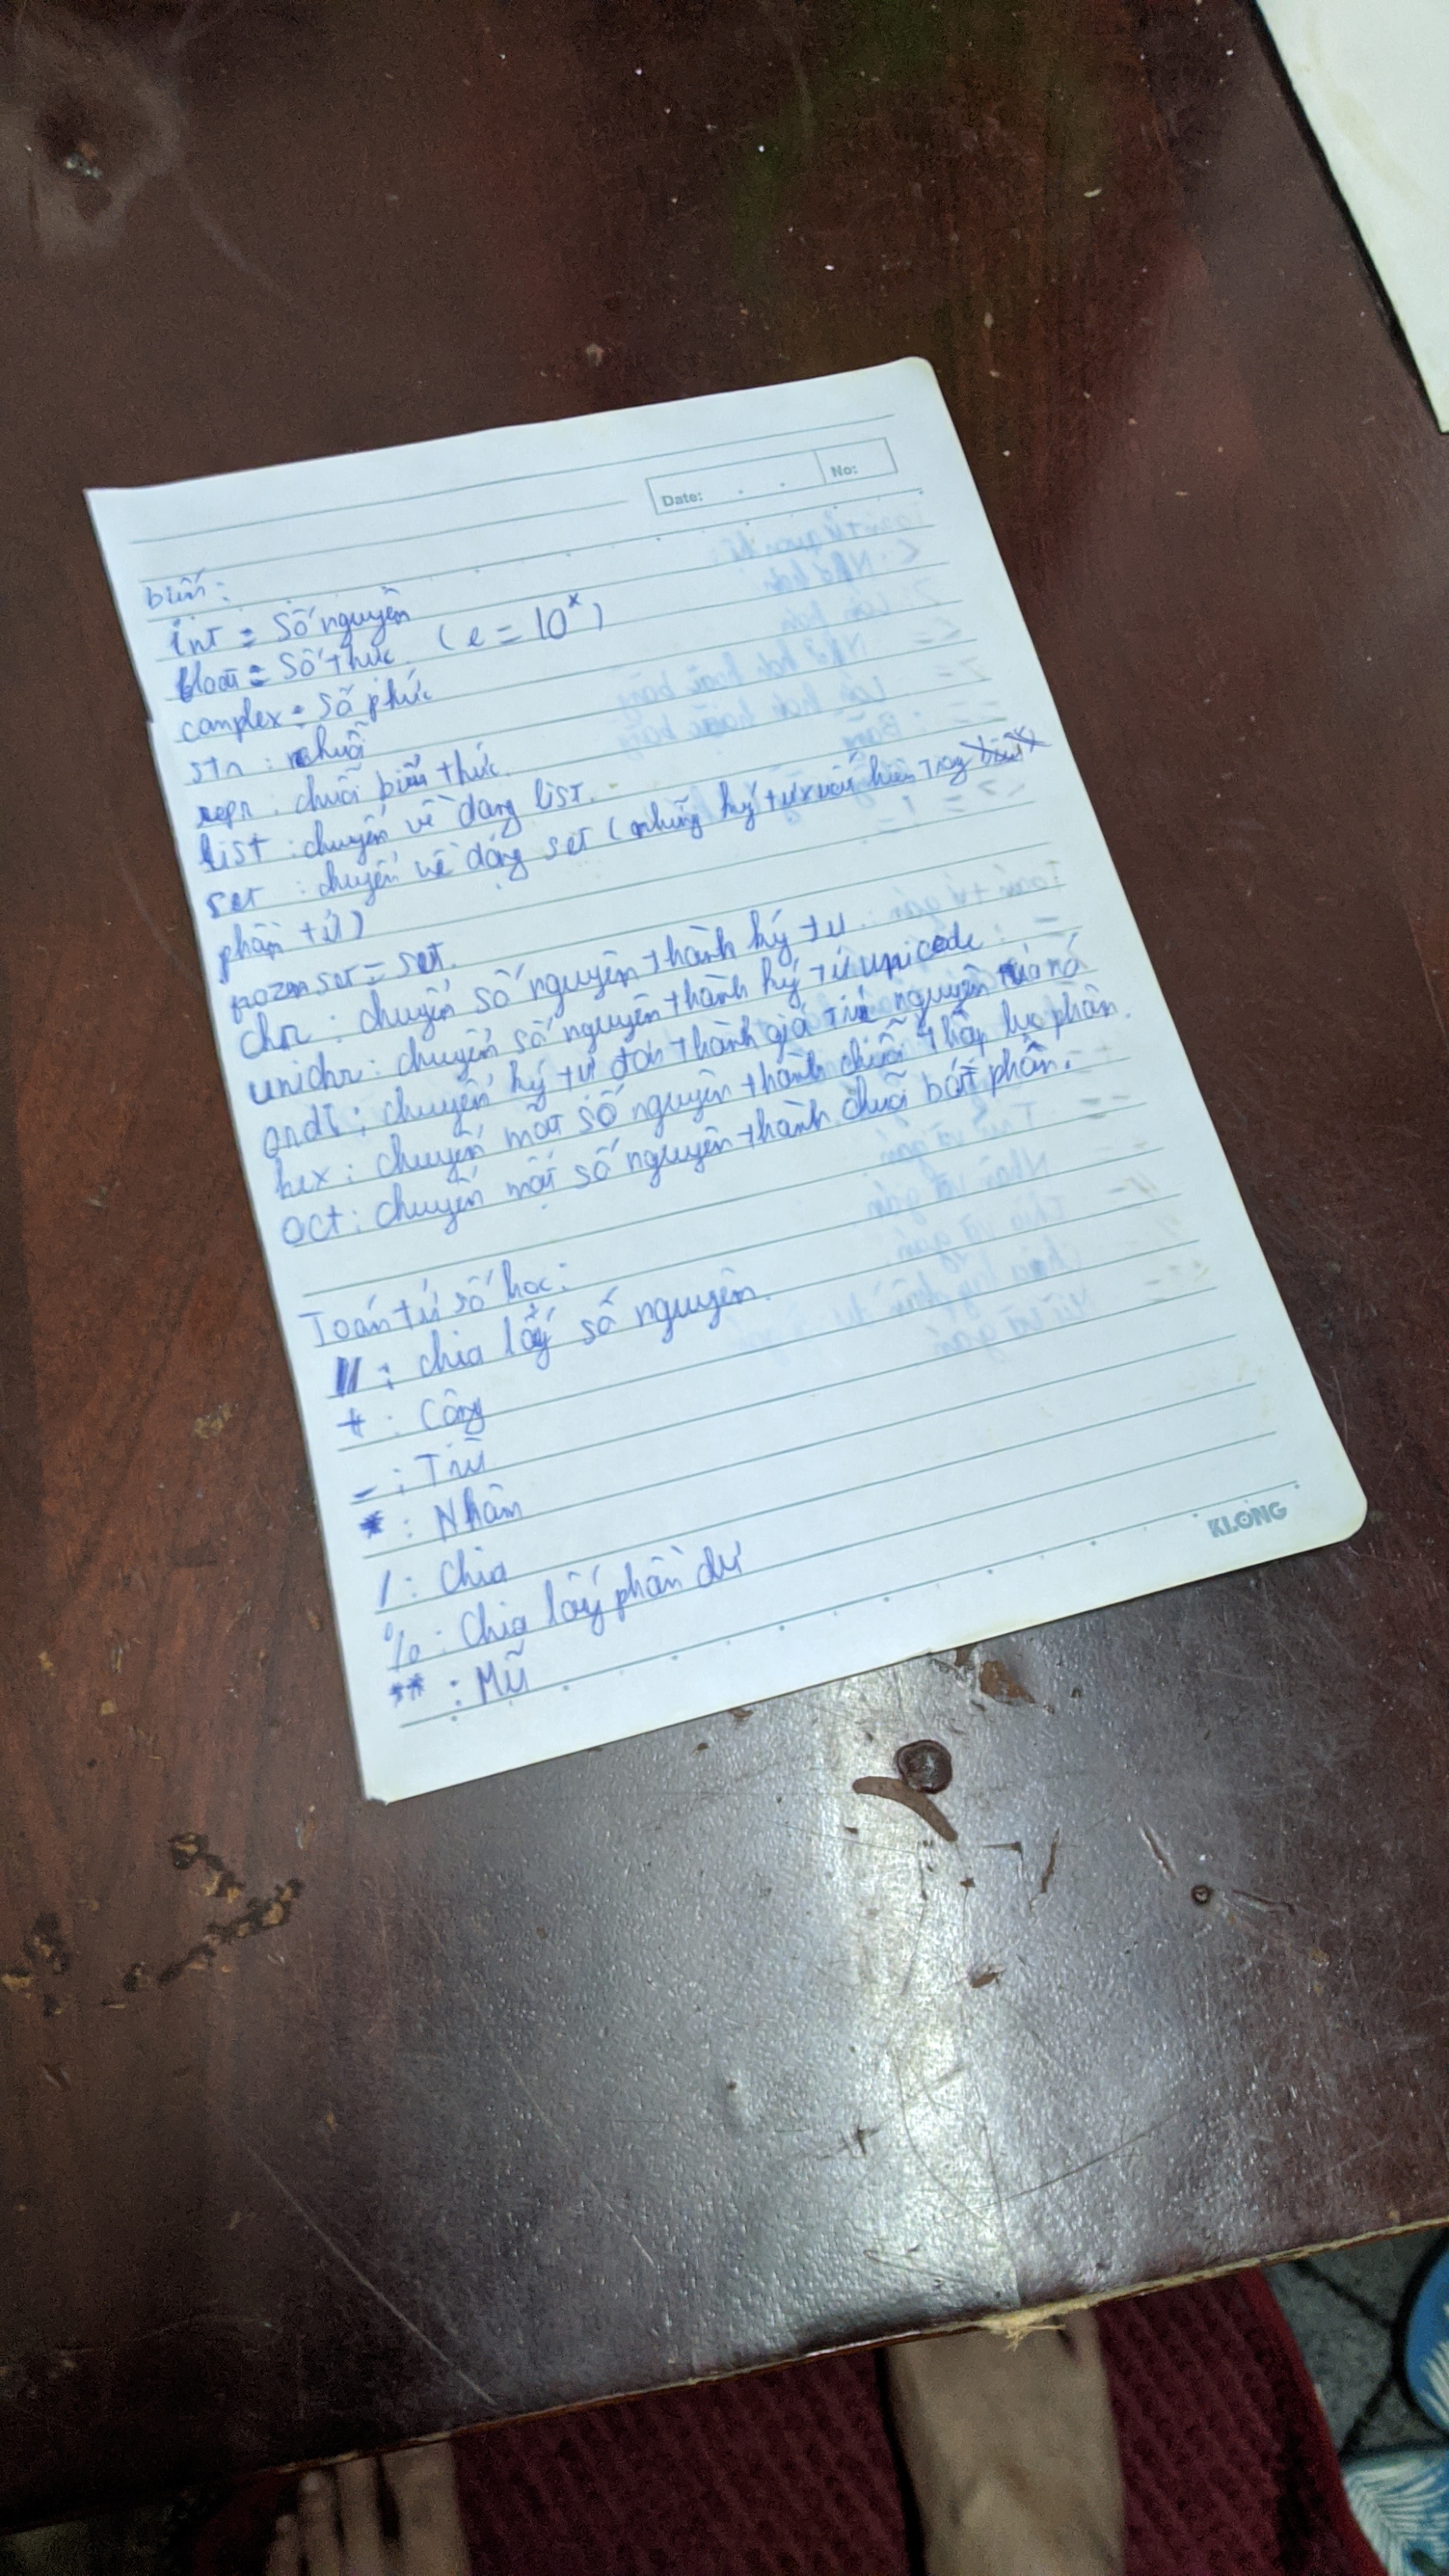 Date: No:
biến:
int = Số nguyên
float = Số thực (e = 10^x)
complex : Số phức
str : chuỗi
repr : chuỗi biểu thức.
list : chuyển về dạng list.
set : chuyển về dạng set (những ký tự xuất hiện trong
phần tử)
frozenset = set.
chr : chuyển số nguyên thành ký tự.
unichr : chuyển số nguyên thành ký tự unicode
ord : chuyển ký tự đơn thành giá trị nguyên của nó
hex : chuyển một số nguyên thành chuỗi thập lục phân.
oct : chuyển một số nguyên thành chuỗi bát phân.
Toán tử số học:
// : chia lấy số nguyên.
+ : Cộng
- : Trừ
* : Nhân
/ : Chia
% : Chia lấy phần dư
** : Mũ
KLONG